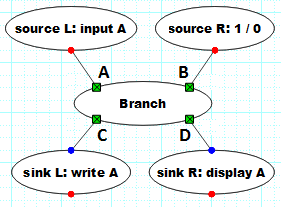 source L: input A
source R: 1 / 0
A
B
Branch
C
D
sink L: write A
sink R: display A